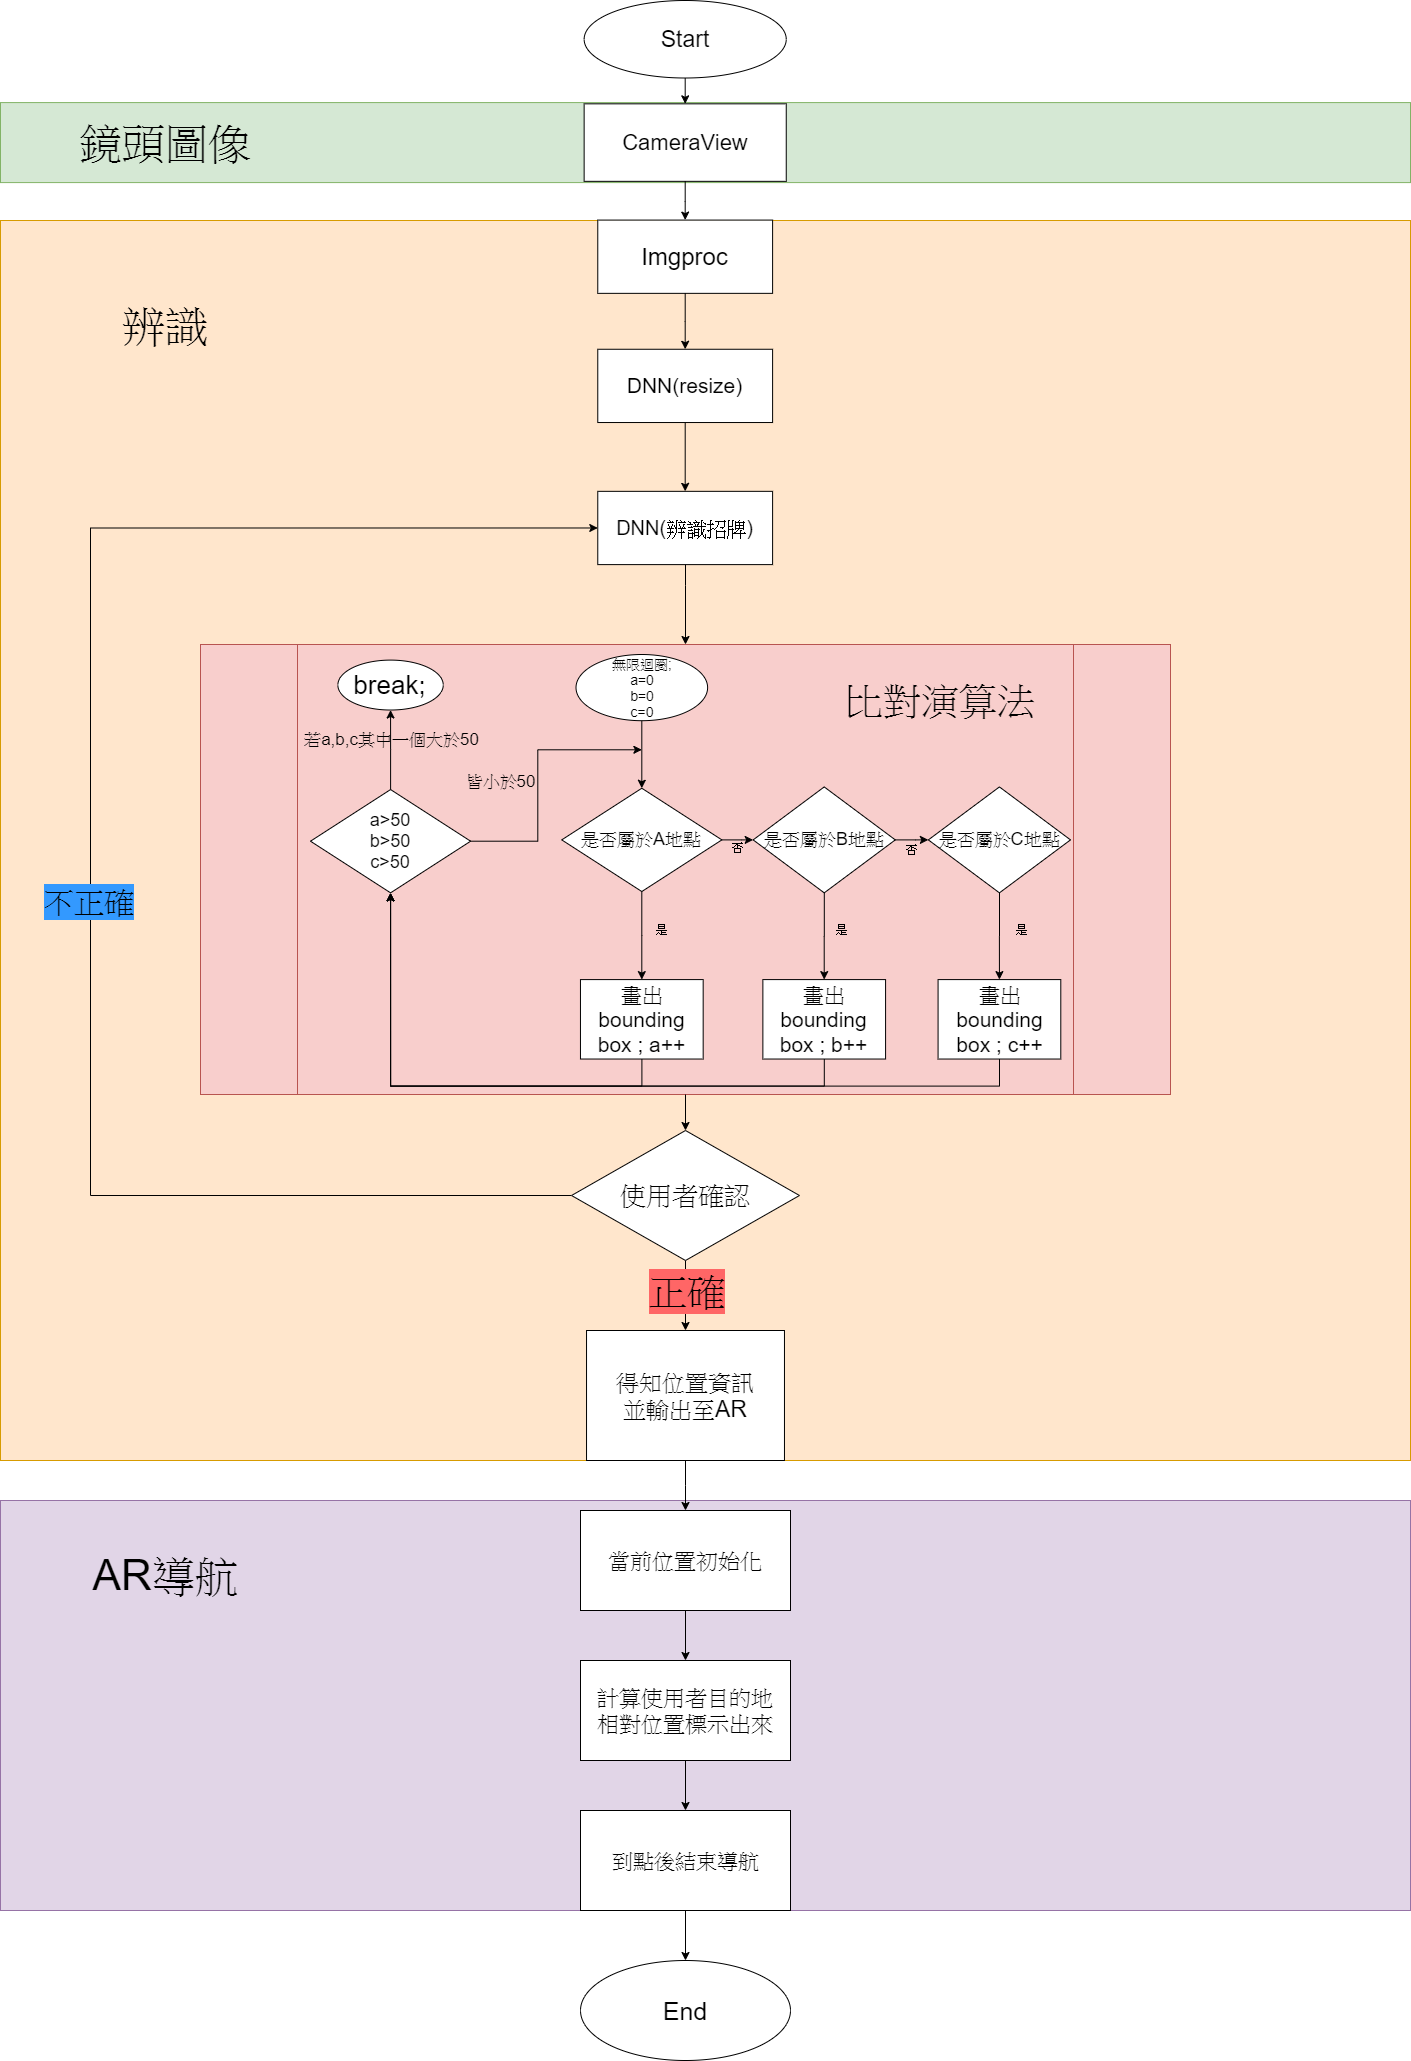 Start
鏡頭圖像
CameraView
Imgproc
辨識
DNN(resize)
DNN(辨識招牌)
無限迴圈;
a=0
b=0
c=0
break;
比對演算法
若a,b,c其中一個大於50
皆小於50
a>50
b>50
c>50
是否屬於A地點
否
是否屬於B地點
否
是否屬於C地點
不正確
是
是
是
畫出
bounding
box ; a++
畫出
bounding
box ; b++
畫出
bounding
box ; c++
使用者確認
正確
得知位置資訊
並輸出至AR
AR導航
當前位置初始化
計算使用者目的地
相對位置標示出來
到點後結束導航
End